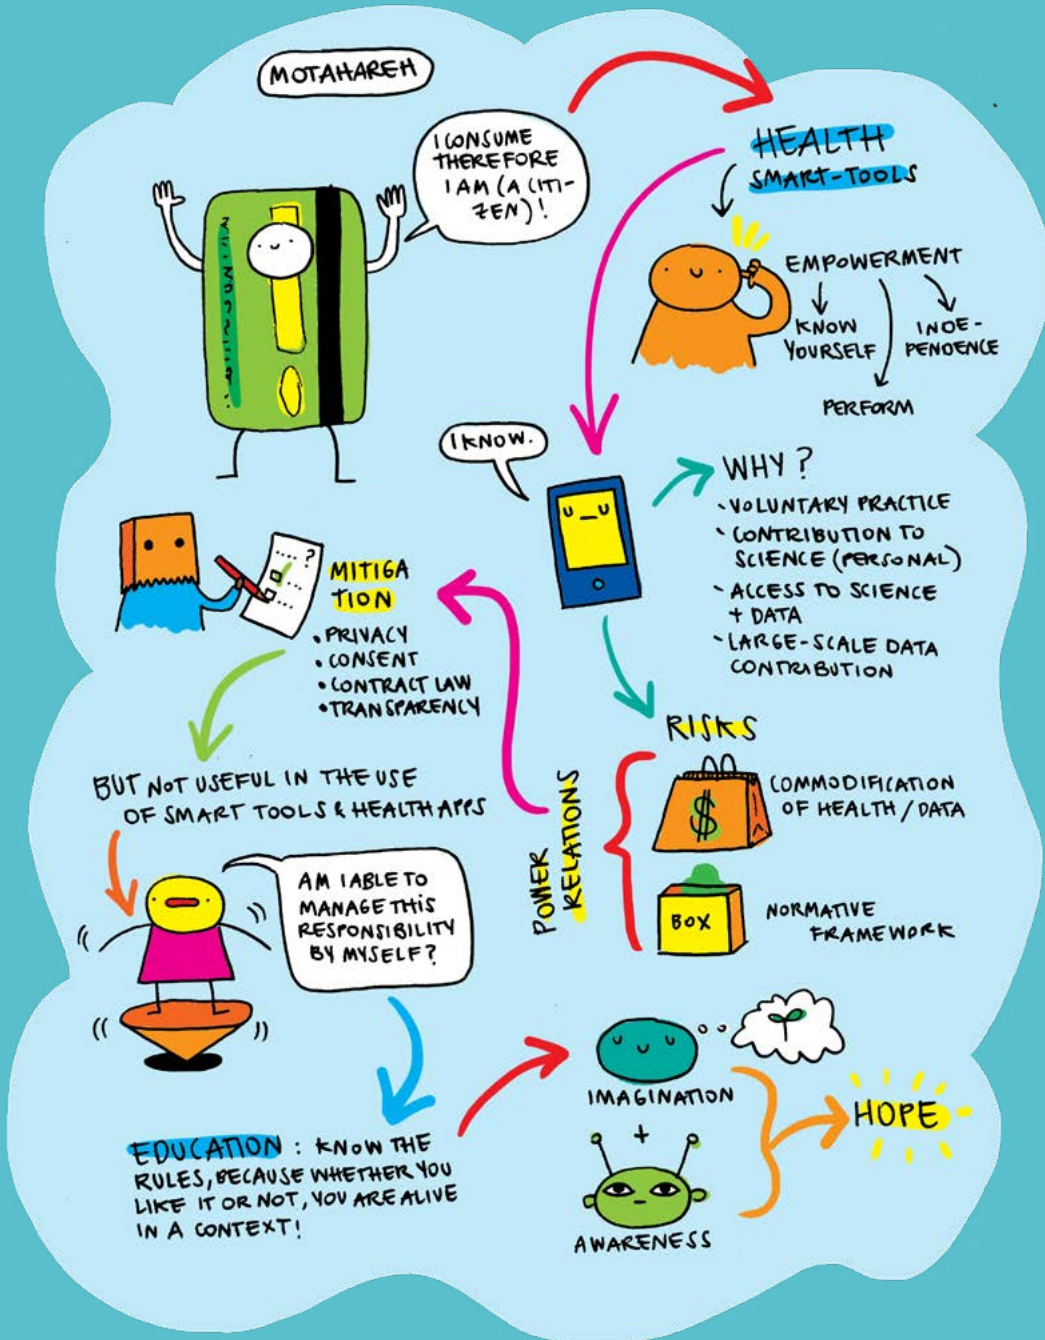 MOTAHAREH
I CONSUME
THEREFORE
I AM (A CITI-
ZEN)!
HEALTH
SMART-TOOLS
EMPOWERMENT
KNOW
YOURSELF
INDE-
PENDENCE
PERFORM
I KNOW.
WHY?
VOLUNTARY PRACTICE
CONTRIBUTION TO
SCIENCE (PERSONAL)
ACCESS TO SCIENCE
+ DATA
LARGE-SCALE DATA
CONTRIBUTION
RISKS
$
COMMODIFICATION
OF HEALTH / DATA
BOX
NORMATIVE
FRAMEWORK
POWER
RELATIONS
?
MITIGA
TION
• PRIVACY
• CONSENT
• CONTRACT LAW
• TRANSPARENCY
BUT NOT USEFUL IN THE USE
OF SMART TOOLS & HEALTH APPS
AM I ABLE TO
MANAGE THIS
RESPONSIBILITY
BY MYSELF?
EDUCATION : KNOW THE
RULES, BECAUSE WHETHER YOU
LIKE IT OR NOT, YOU ARE ALIVE
IN A CONTEXT!
IMAGINATION
+
AWARENESS
HOPE